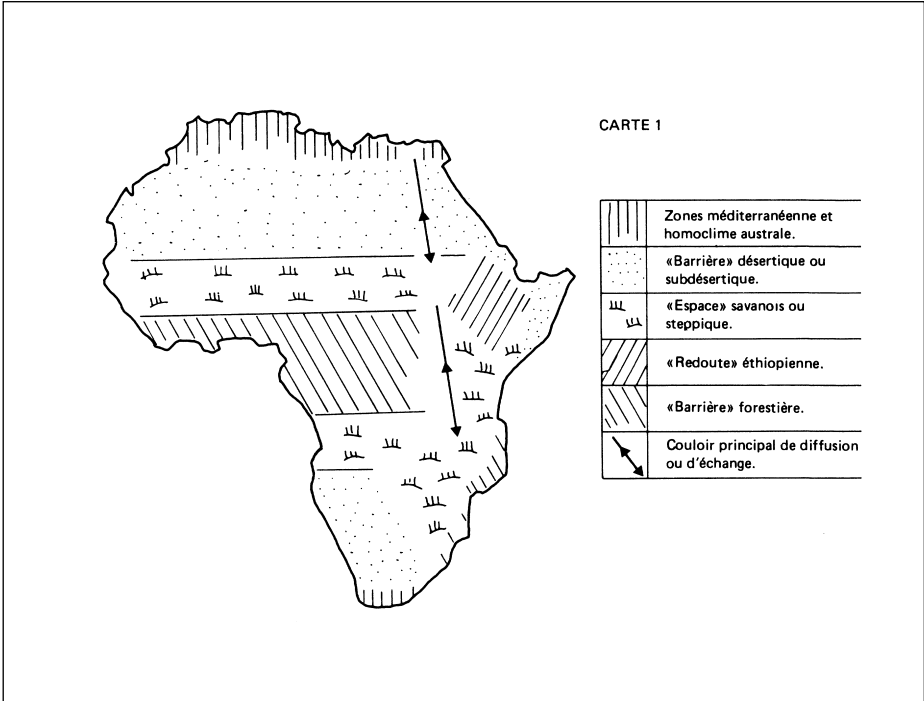 CARTE 1
Zones méditerranéenne et
homoclime australe.
«Barrière» désertique ou
subdésertique.
«Espace» savanois ou
steppique.
«Redoute» éthiopienne.
«Barrière» forestière.
Couloir principal de diffusion
ou d'échange.